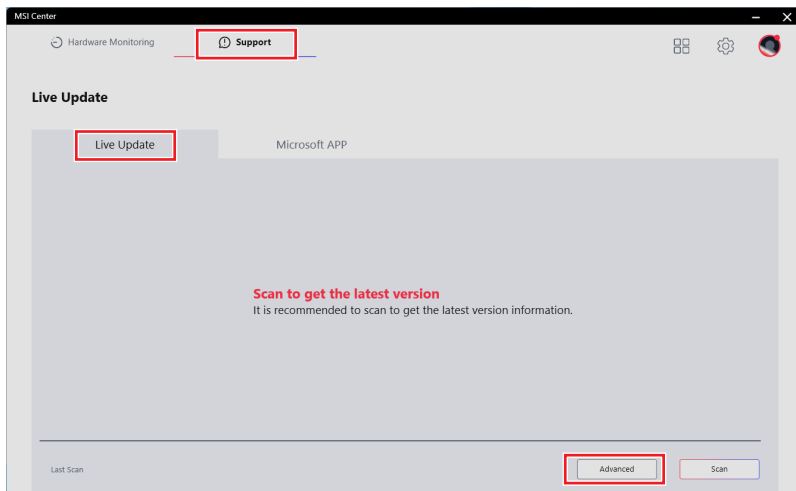 MSI Center
Hardware Monitoring
Support
Live Update
Live Update
Microsoft APP
Scan to get the latest version
It is recommended to scan to get the latest version information.
Last Scan
Advanced
Scan